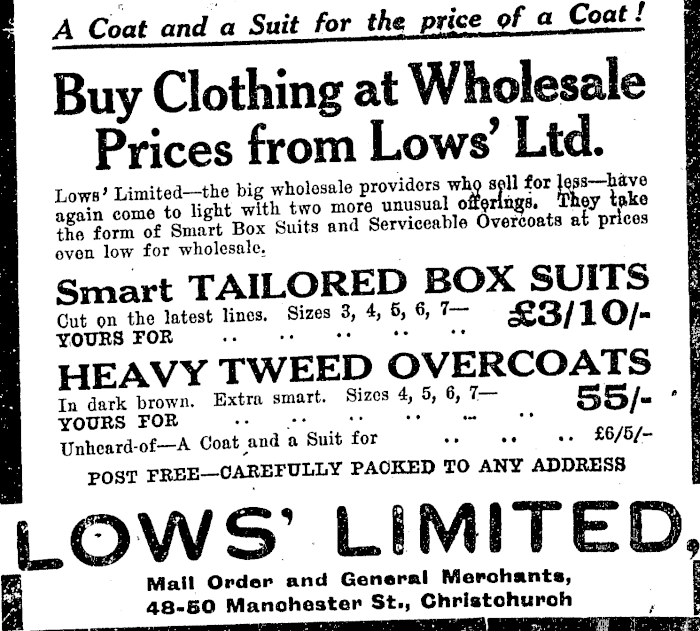 A Coat and a Suit for the price of a Coat!
Buy Clothing at Wholesale
Prices from Lows' Ltd.
Lows' Limited—the big wholesale providers who sell for less—have
again come to light with two more unusual offerings. They take
the form of Smart Box Suits and Serviceable Overcoats at prices
even low for wholesale.
Smart TAILORED BOX SUITS
Cut on the latest lines. Sizes 3, 4, 5, 6, 7— £3/10/-
YOURS FOR .. .. .. .. ..
HEAVY TWEED OVERCOATS
In dark brown. Extra smart. Sizes 4, 5, 6, 7— 55/-
YOURS FOR .. .. .. .. ..
Unheard-of—A Coat and a Suit for .. .. .. £6/5/-
POST FREE—CAREFULLY PACKED TO ANY ADDRESS
LOWS' LIMITED,
Mail Order and General Merchants,
48-50 Manchester St., Christchurch